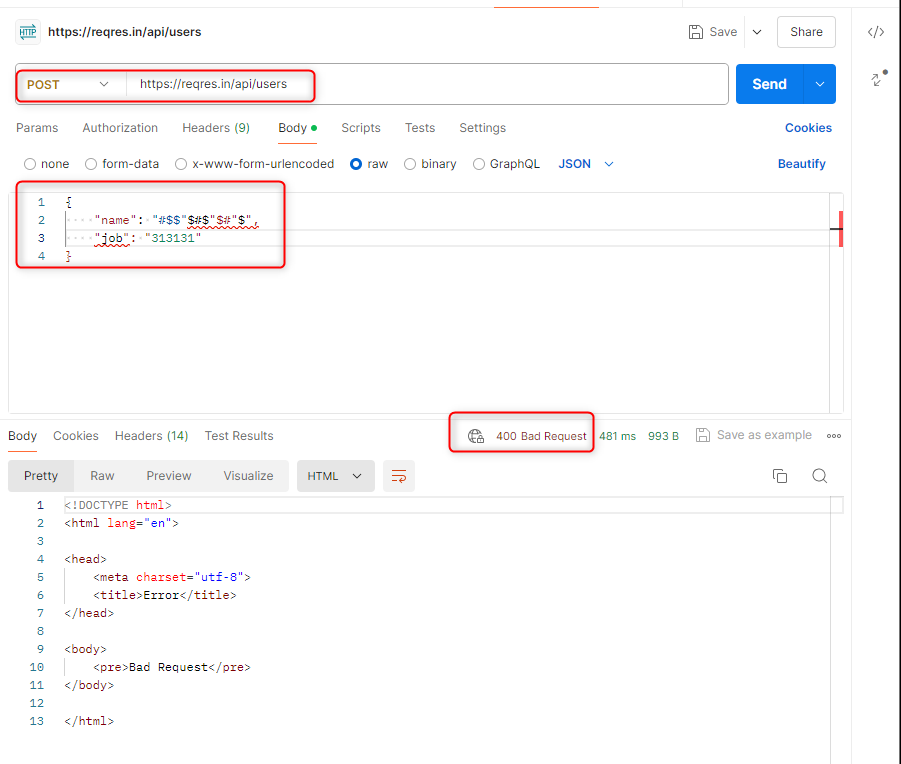 HTTP https://reqres.in/api/users Save Share
POST https://reqres.in/api/users Send
Params Authorization Headers (9) Body Scripts Tests Settings Cookies
none form-data x-www-form-urlencoded raw binary GraphQL JSON Beautify
1 {
2 "name": "#$$"$#$"$#"$",
3 "job": "313131"
4 }
Body Cookies Headers (14) Test Results 400 Bad Request 481 ms 993 B Save as example
Pretty Raw Preview Visualize HTML
1 <!DOCTYPE html>
2 <html lang="en">
3
4 <head>
5 <meta charset="utf-8">
6 <title>Error</title>
7 </head>
8
9 <body>
10 <pre>Bad Request</pre>
11 </body>
12
13 </html>